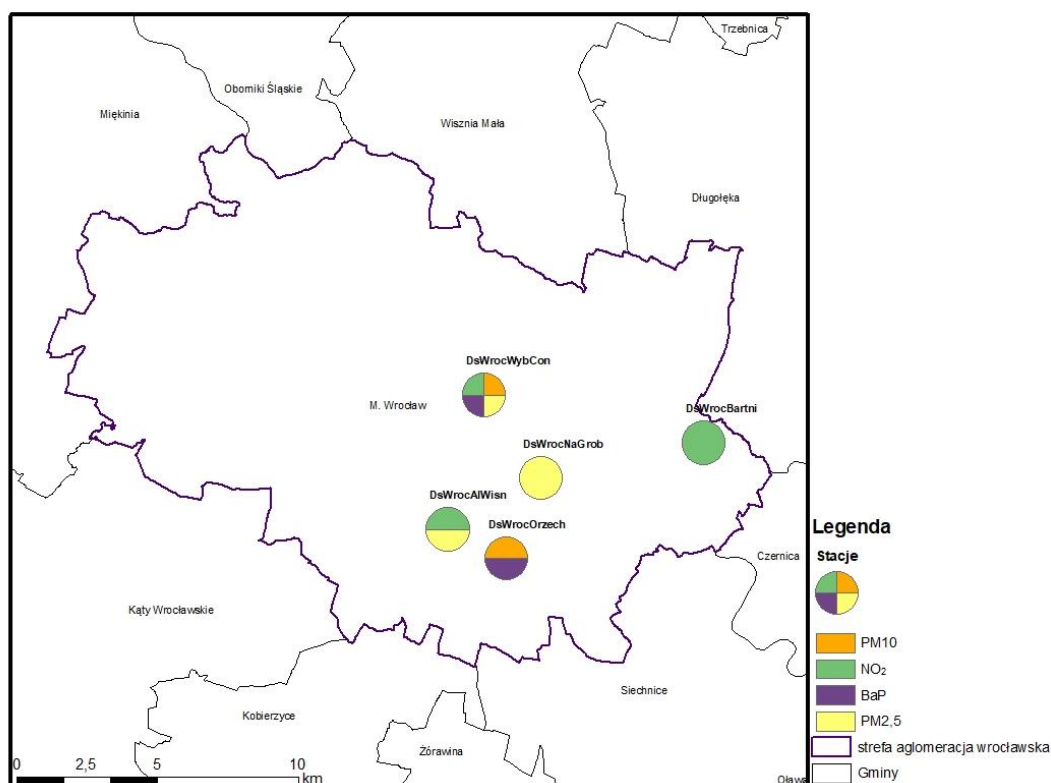 Trzebnica
Oborniki Śląskie
Miękinia
Wisznia Mała
Długołęka
DsWrocWybCon
M. Wrocław
DsWrocBartni
DsWrocNaGrob
DsWrocAlWisn
DsWrocOrzech
Czernica
Kąty Wrocławskie
Siechnice
Kobierzyce
Żórawina
Oława
0 2,5 5 10
km
Legenda
Stacje
PM10
NO₂
BaP
PM2,5
strefa aglomeracja wrocławska
Gminy